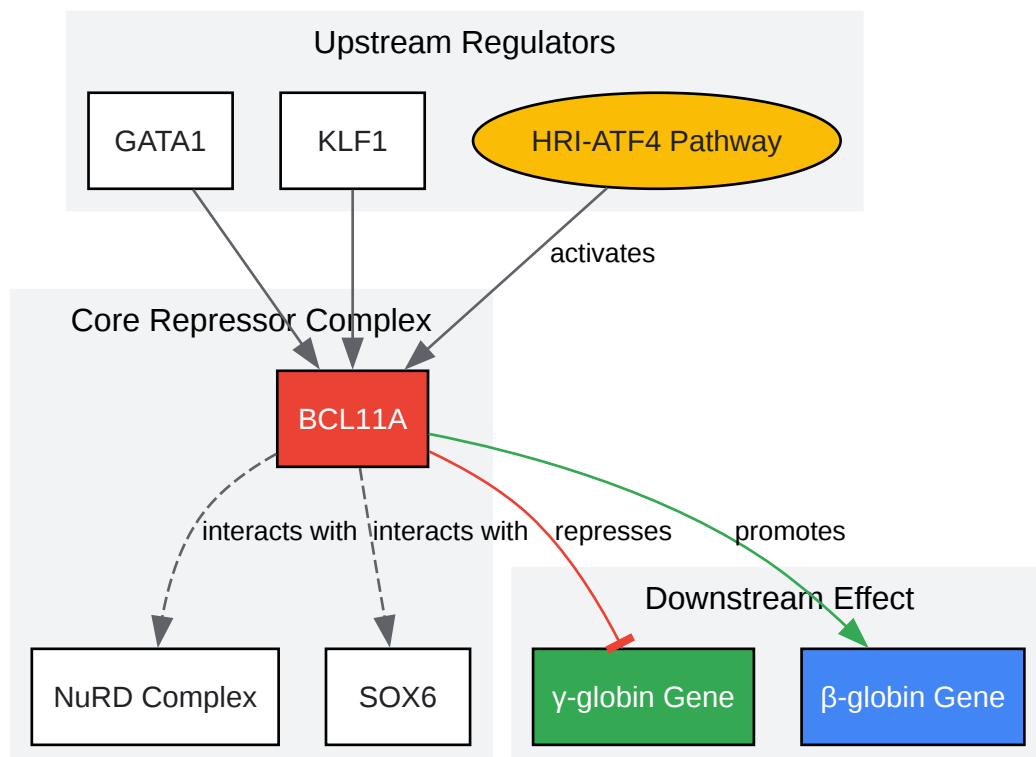 Upstream Regulators
GATA1
KLF1
HRI-ATF4 Pathway
activates
Core Repressor Complex
BCL11A
interacts with
interacts with
represses
promotes
Downstream Effect
NuRD Complex
SOX6
γ-globin Gene
β-globin Gene